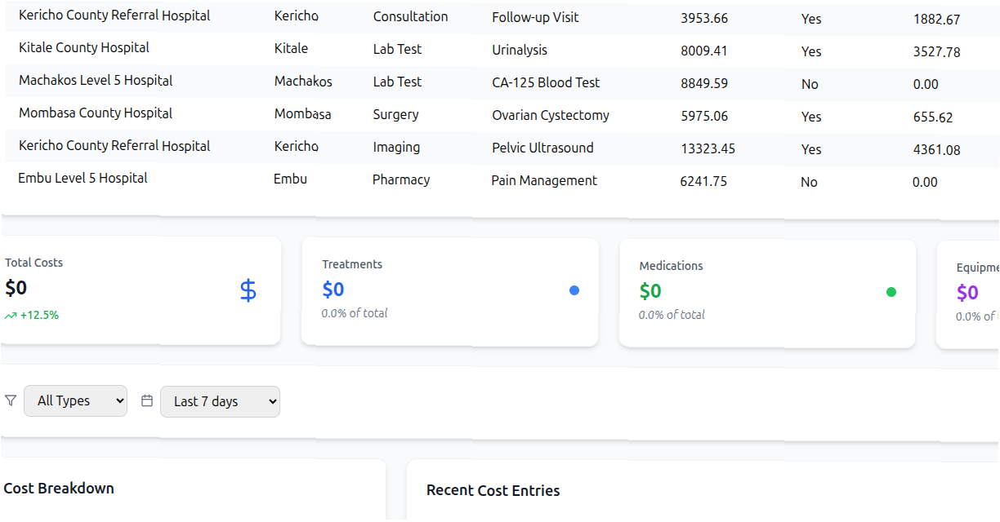 Kericho County Referral Hospital Kericho Consultation Follow-up Visit 3953.66 Yes 1882.67
Kitale County Hospital Kitale Lab Test Urinalysis 8009.41 Yes 3527.78
Machakos Level 5 Hospital Machakos Lab Test CA-125 Blood Test 8849.59 No 0.00
Mombasa County Hospital Mombasa Surgery Ovarian Cystectomy 5975.06 Yes 655.62
Kericho County Referral Hospital Kericho Imaging Pelvic Ultrasound 13323.45 Yes 4361.08
Embu Level 5 Hospital Embu Pharmacy Pain Management 6241.75 No 0.00
Total Costs
$0
+12.5%
Treatments
$0
0.0% of total
Medications
$0
0.0% of total
Equipme
$0
0.0% of
All Types Last 7 days
Cost Breakdown
Recent Cost Entries